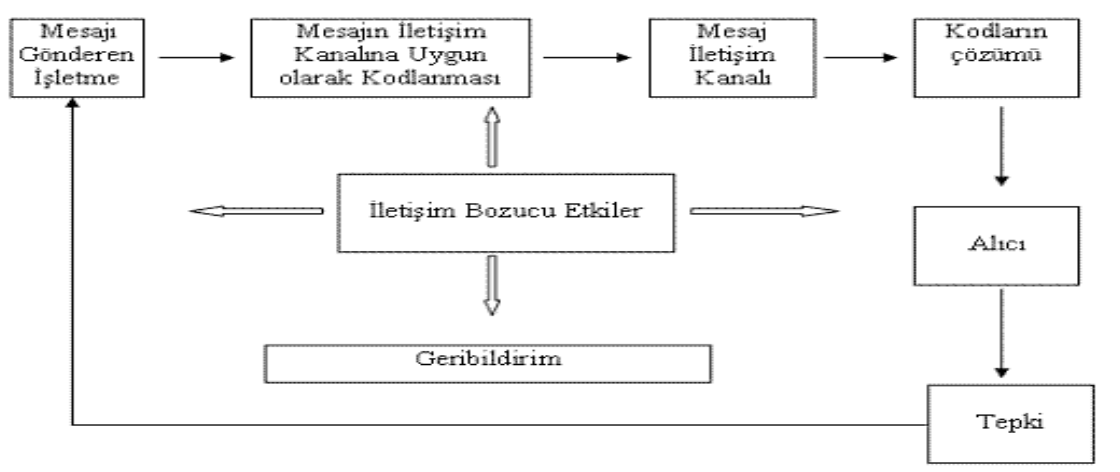 Mesajı
Gönderen
İşletme
Mesajın İletişim
Kanalına Uygun
olarak Kodlanması
Mesaj
İletişim
Kanalı
Kodların
çözümü
İletişim Bozucu Etkiler
Alıcı
Geribildirim
Tepki